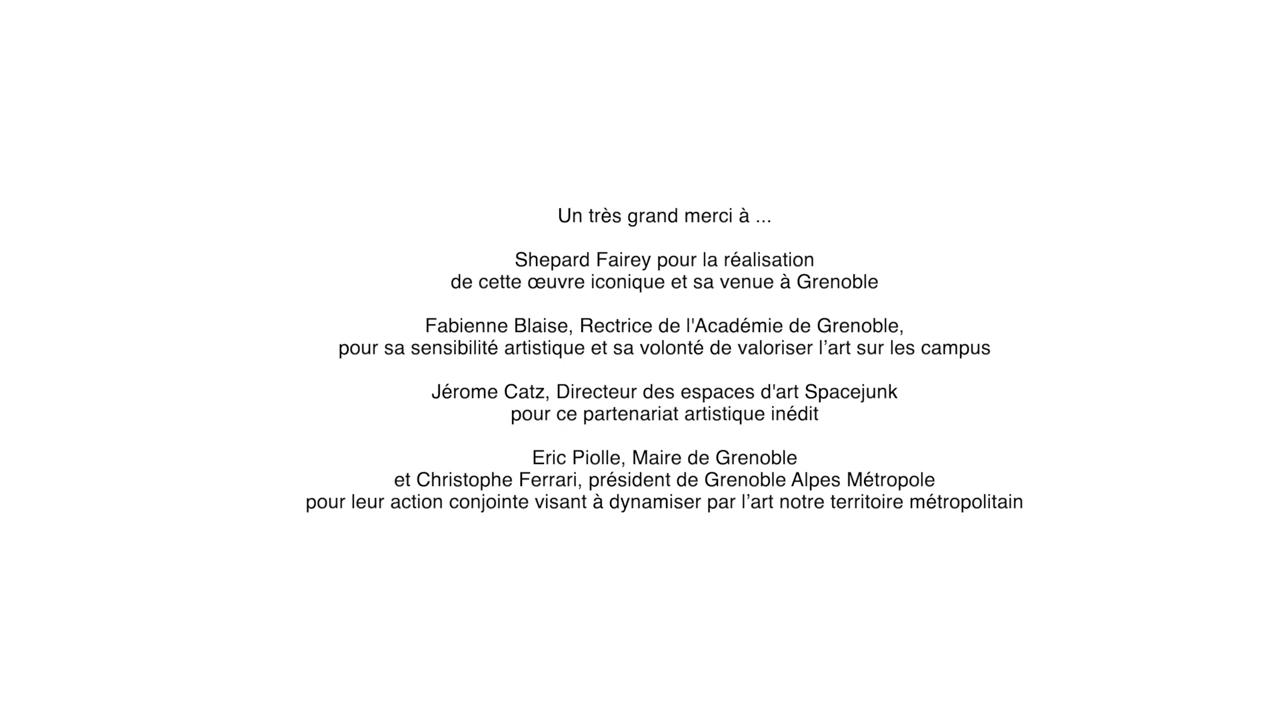 Un très grand merci à ...
Shepard Fairey pour la réalisation
de cette œuvre iconique et sa venue à Grenoble
Fabienne Blaise, Rectrice de l'Académie de Grenoble,
pour sa sensibilité artistique et sa volonté de valoriser l’art sur les campus
Jérome Catz, Directeur des espaces d'art Spacejunk
pour ce partenariat artistique inédit
Eric Piolle, Maire de Grenoble
et Christophe Ferrari, président de Grenoble Alpes Métropole
pour leur action conjointe visant à dynamiser par l’art notre territoire métropolitain